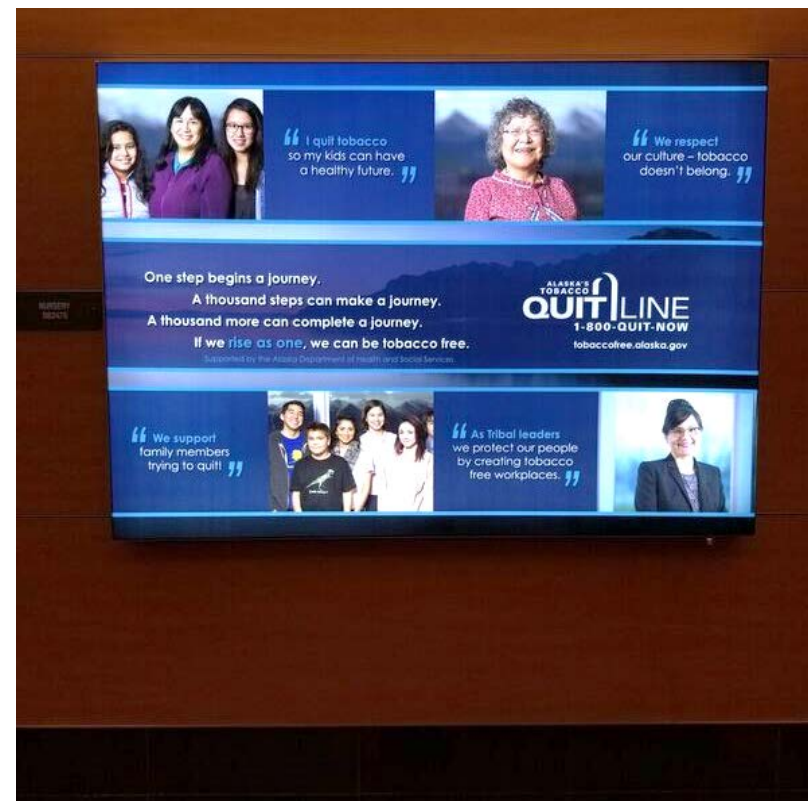 “ I quit tobacco
so my kids can have
a healthy future. ”
“ We respect
our culture – tobacco
doesn't belong. ”
NURSERY
One step begins a journey.
A thousand steps can make a journey.
A thousand more can complete a journey.
If we rise as one, we can be tobacco free.
Supported by the Alaska Department of Health and Social Services.
ALASKA'S
TOBACCO
QUIT LINE
1-800-QUIT-NOW
tobaccofree.alaska.gov
“ We support
family members
trying to quit! ”
“ As Tribal leaders
we protect our people
by creating tobacco
free workplaces. ”